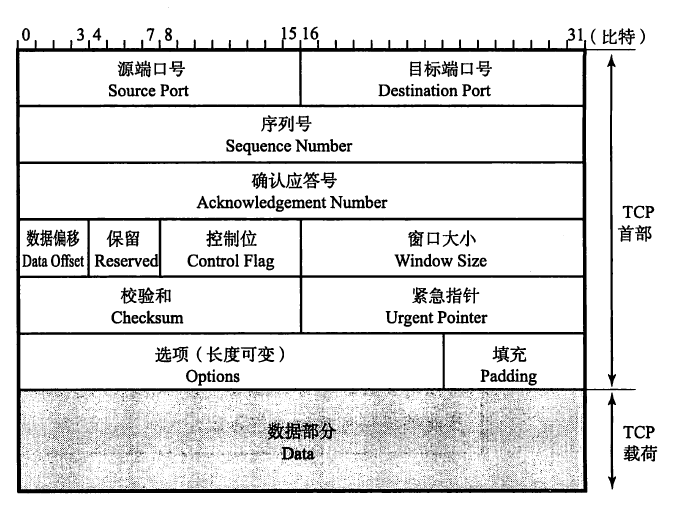 0 3 4 7 8 15 16 31 (比特)
源端口号 目标端口号
Source Port Destination Port
序列号
Sequence Number
确认应答号
Acknowledgement Number
TCP
首部
数据偏移 保留 控制位 窗口大小
Data Offset Reserved Control Flag Window Size
校验和 紧急指针
Checksum Urgent Pointer
选项(长度可变) 填充
Options Padding
数据部分
Data
TCP
载荷